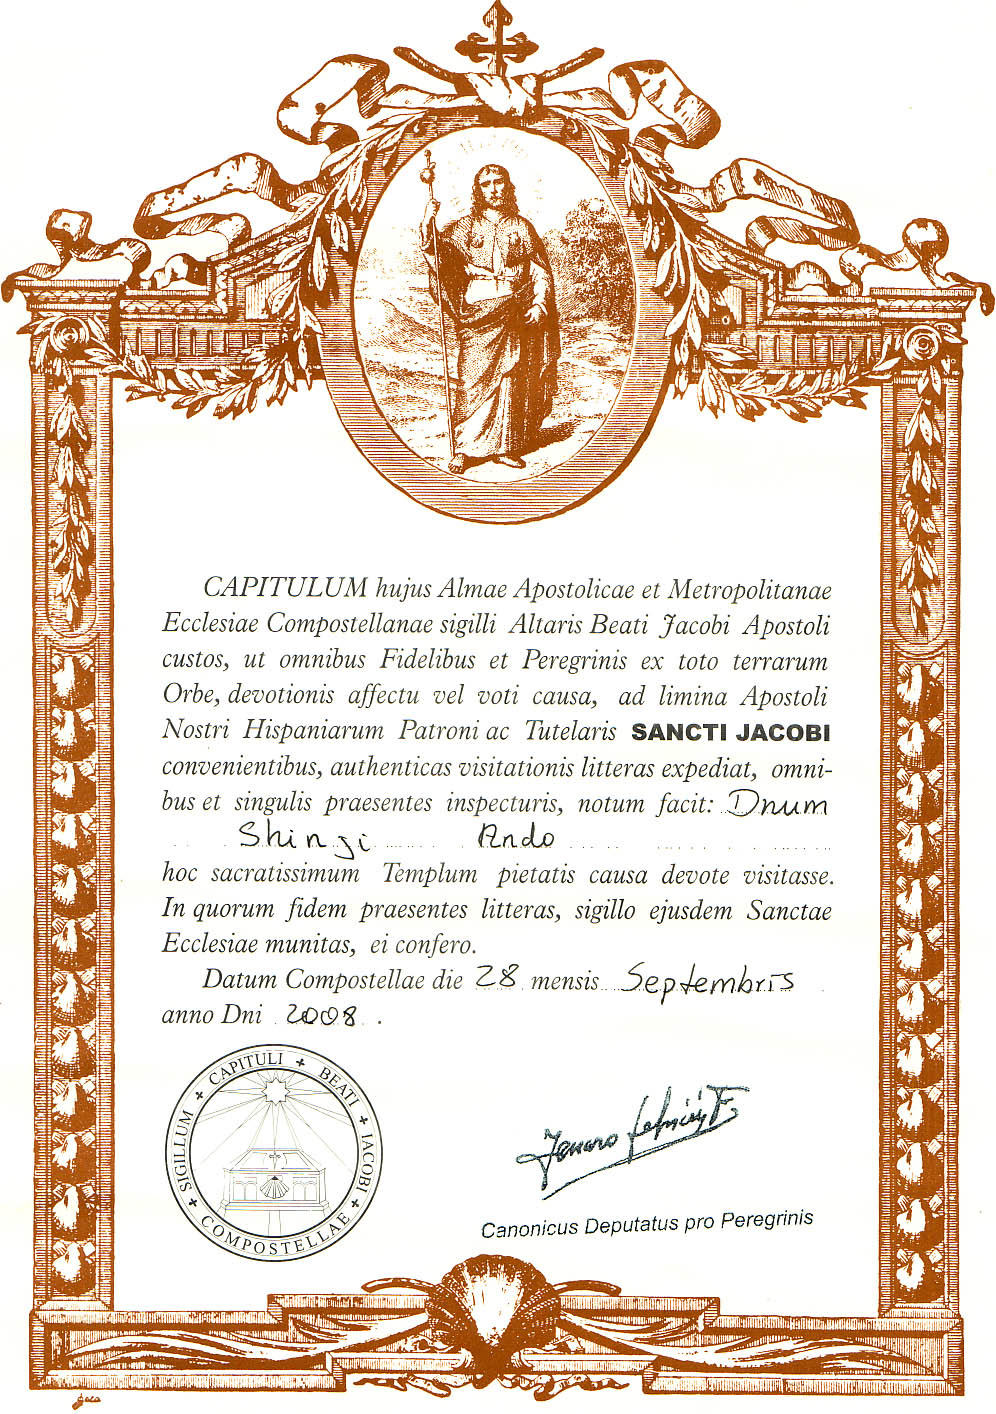 CAPITULUM hujus Almae Apostolicae et Metropolitanae
Ecclesiae Compostellanae sigilli Altaris Beati Jacobi Apostoli
custos, ut omnibus Fidelibus et Peregrinis ex toto terrarum
Orbe, devotionis affectu vel voti causa, ad limina Apostoli
Nostri Hispaniarum Patroni ac Tutelaris SANCTI JACOBI
convenientibus, authenticas visitationis litteras expediat, omni-
bus et singulis praesentes inspecturis, notum facit: Dnum
Shinji Ando
hoc sacratissimum Templum pietatis causa devote visitasse.
In quorum fidem praesentes litteras, sigillo ejusdem Sanctae
Ecclesiae munitas, ei confero.
Datum Compostellae die 28 mensis Septembris
anno Dni 2008.
SIGILLUM + CAPITULI + BEATI + IACOBI + COMPOSTELLAE +
Canonicus Deputatus pro Peregrinis